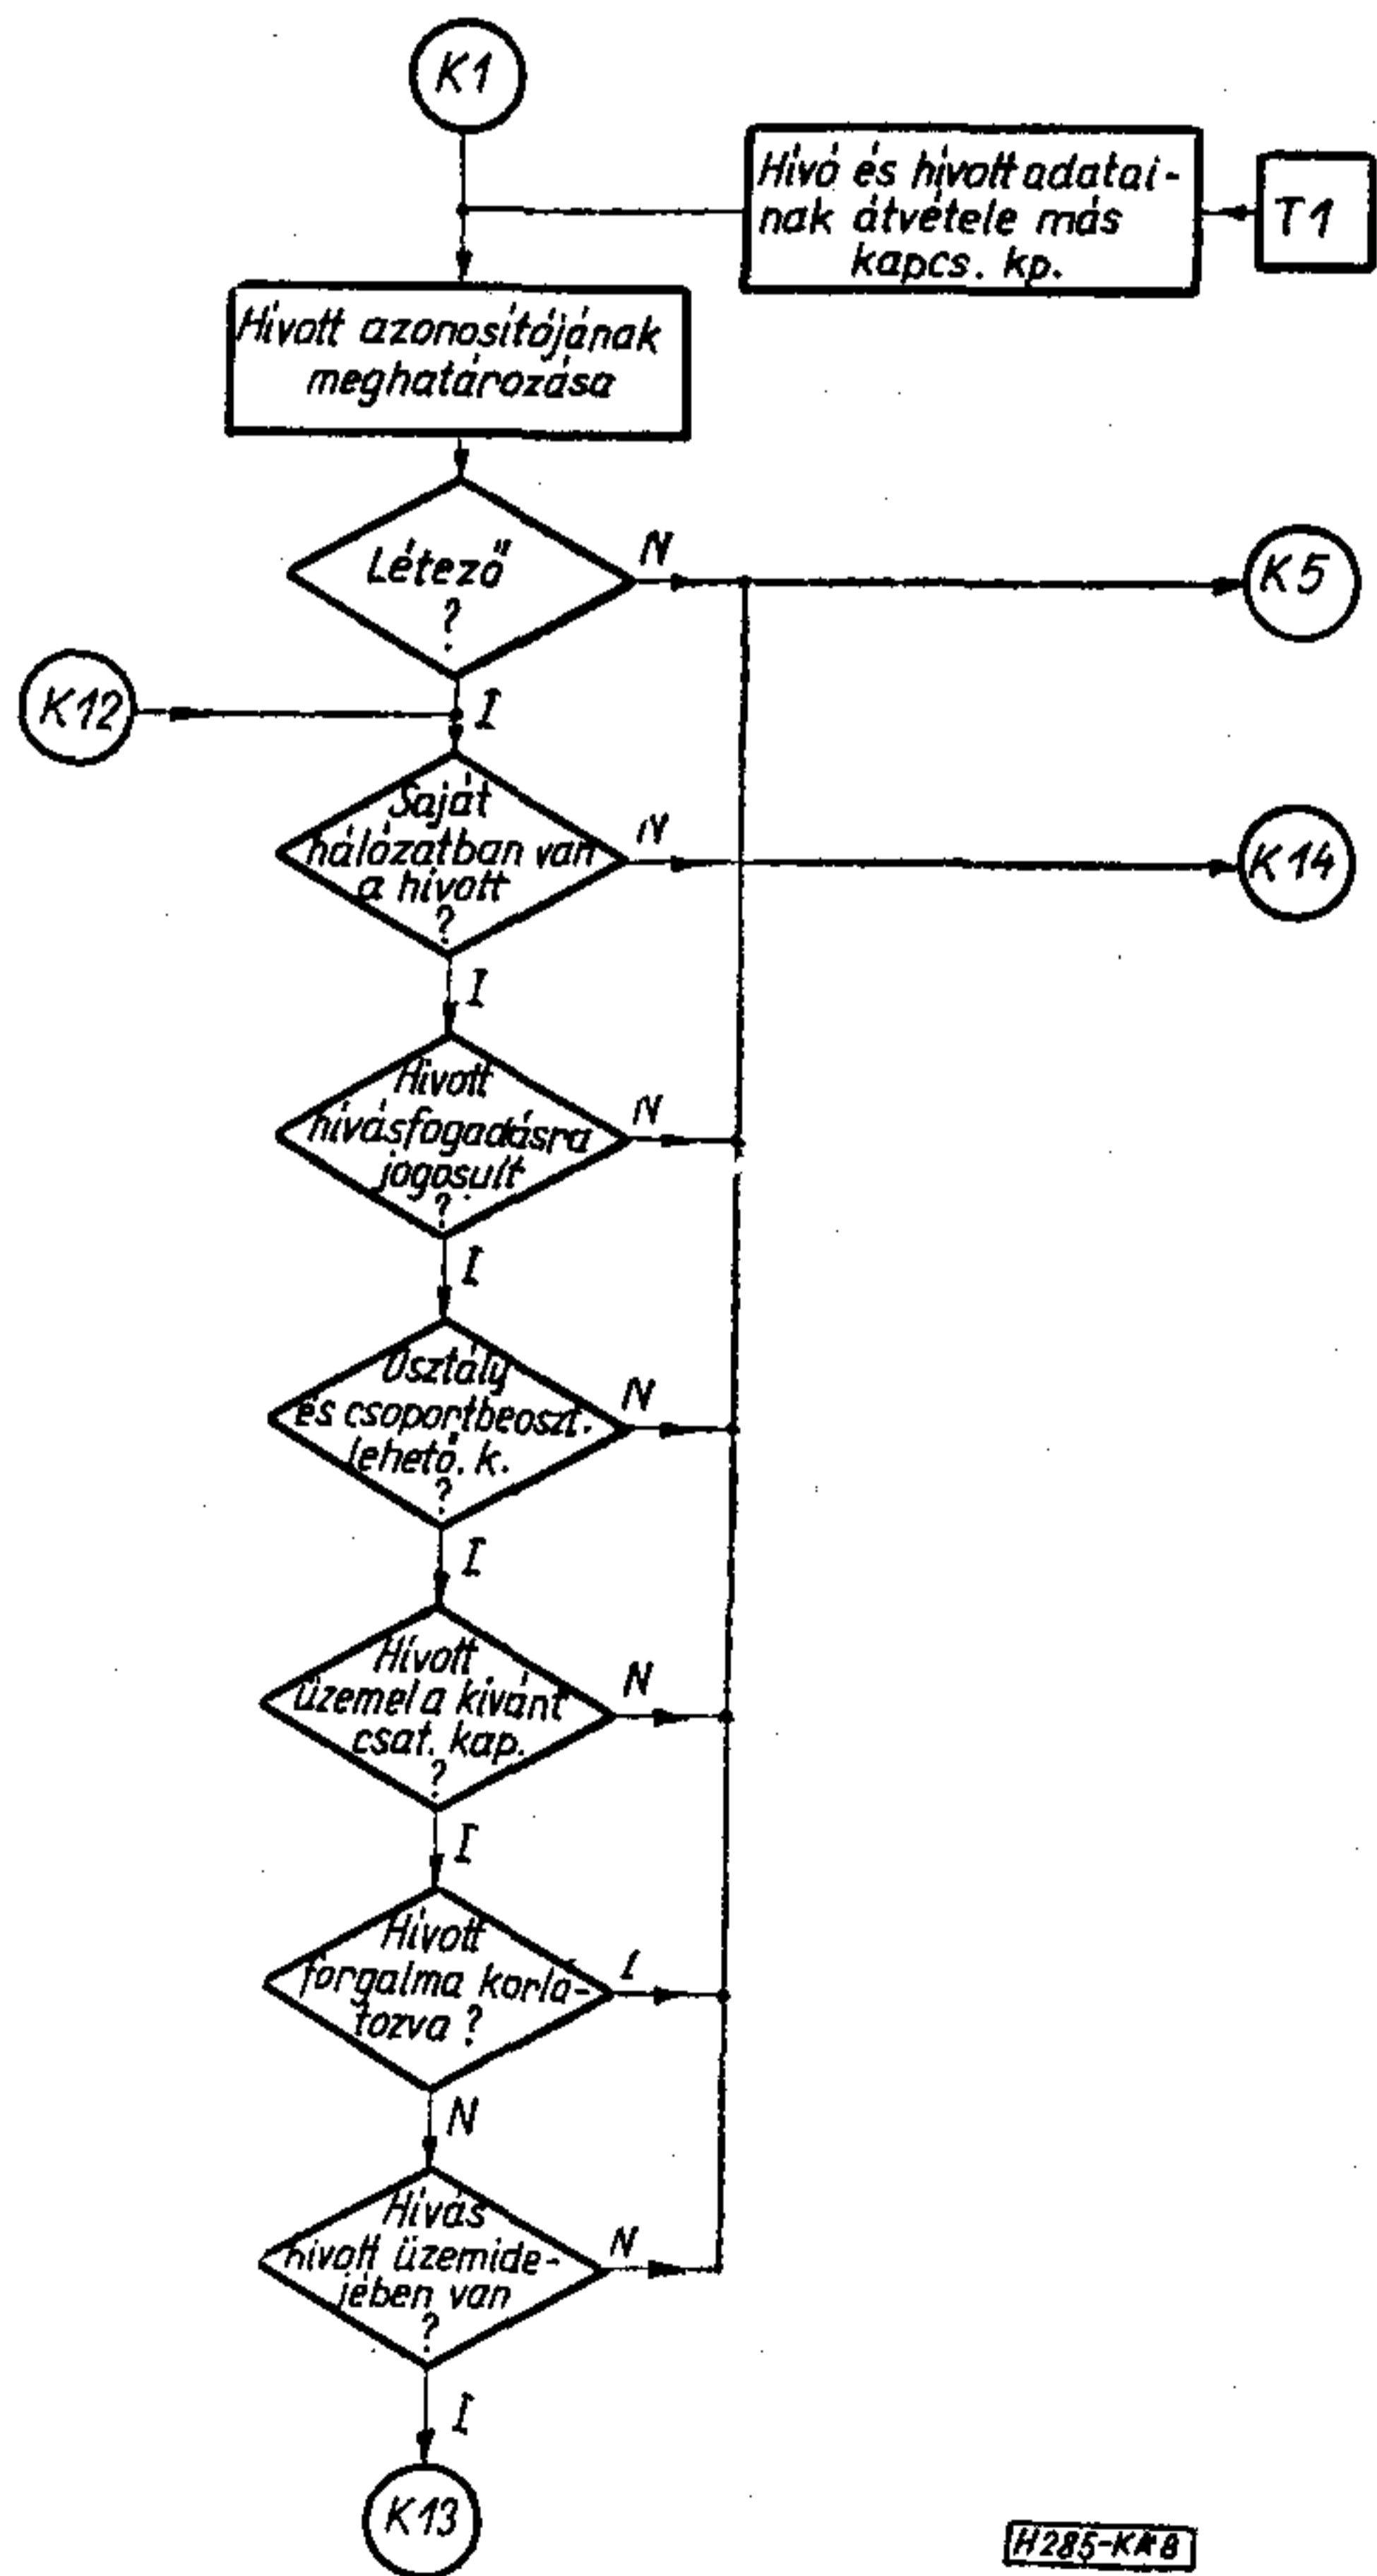 K1
Hívó és hívott adatai-
nak átvétele más
kapcs. kp.
T1
Hívott azonosítójának
meghatározása
Létező
?
N
K5
K12
I
Saját
hálózatban van
a hívott
?
N
K14
I
Hívott
hívásfogadásra
jogosult
?
N
I
Osztály
és csoportbeoszt.
lehető. k.
?
N
I
Hívott
üzemel a kívánt
csat. kap.
?
N
I
Hívott
forgalma korlá-
tozva ?
I
N
Hívás
hívott üzemide-
jében van
?
N
I
K13
H285-KA8